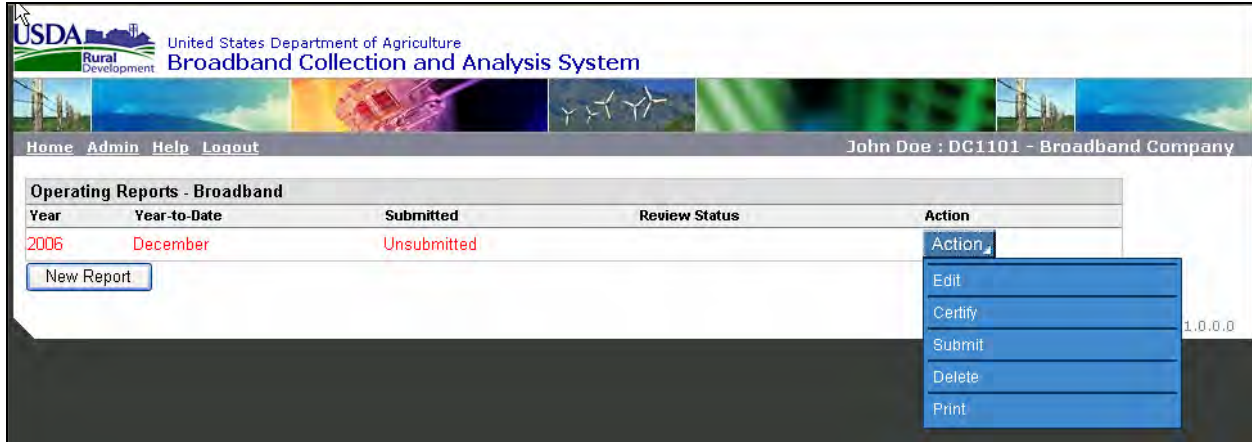 USDA
Rural
Development
United States Department of Agriculture
Broadband Collection and Analysis System
Home Admin Help Logout
John Doe : DC1101 - Broadband Company
Operating Reports - Broadband
Year Year-to-Date Submitted Review Status Action
2006 December Unsubmitted Action
New Report
Edit
Certify
1.0.0.0
Submit
Delete
Print